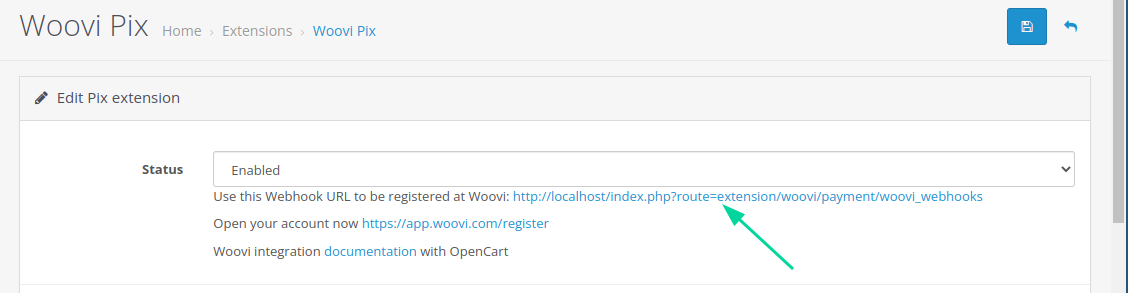 Woovi Pix Home › Extensions › Woovi Pix
Edit Pix extension
Status Enabled
Use this Webhook URL to be registered at Woovi: http://localhost/index.php?route=extension/woovi/payment/woovi_webhooks
Open your account now https://app.woovi.com/register
Woovi integration documentation with OpenCart